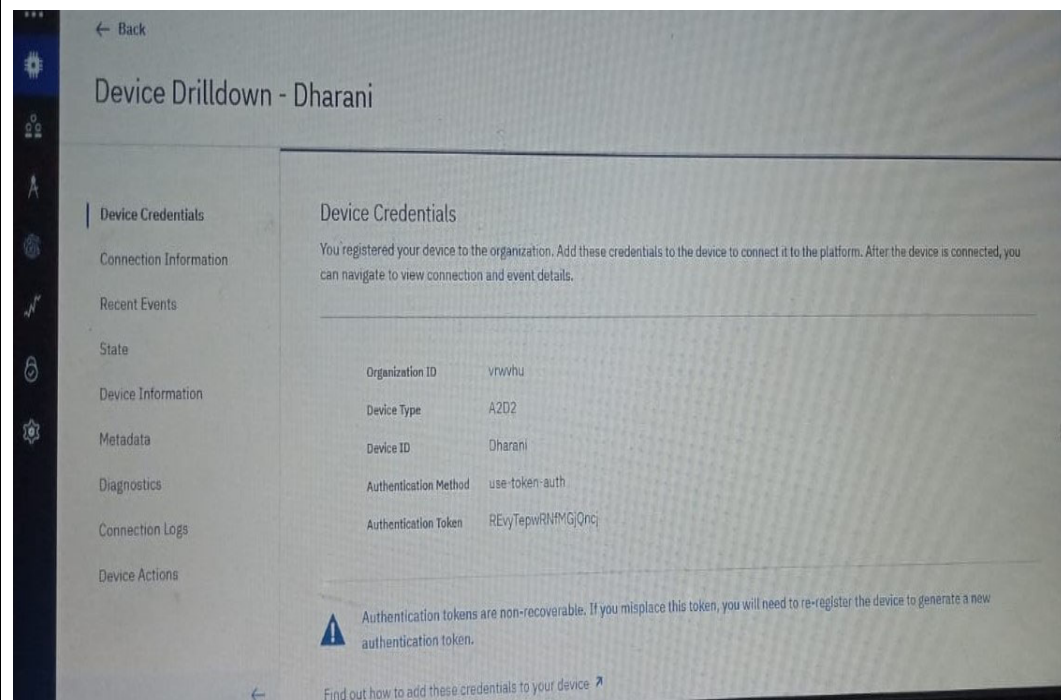 ← Back
Device Drilldown - Dharani
Device Credentials
Connection Information
Recent Events
State
Device Information
Metadata
Diagnostics
Connection Logs
Device Actions
Device Credentials
You registered your device to the organization. Add these credentials to the device to connect it to the platform. After the device is connected, you
can navigate to view connection and event details.
Organization ID vrwvhu
Device Type A2D2
Device ID Dharani
Authentication Method use-token-auth
Authentication Token REvyTepwRNfMGjQncj
Authentication tokens are non-recoverable. If you misplace this token, you will need to re-register the device to generate a new
authentication token.
Find out how to add these credentials to your device ↗